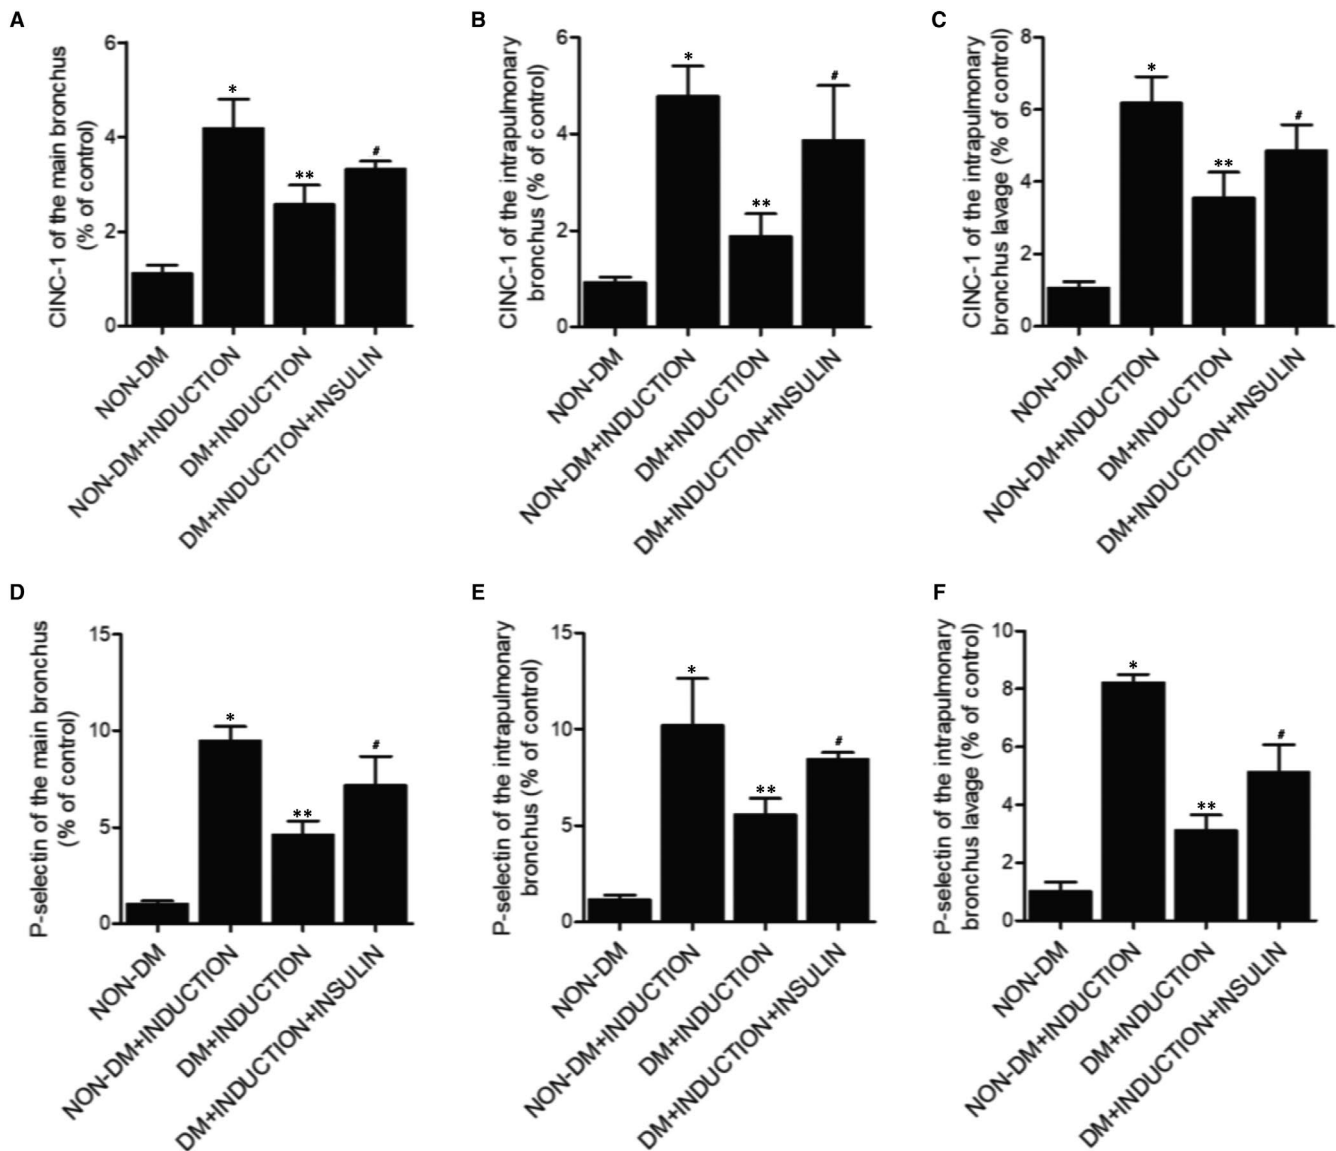 A
CINC-1 of the main bronchus
(% of control)
6
4
2
0
*
**
#
NON-DM
NON-DM+INDUCTION
DM+INDUCTION
DM+INDUCTION+INSULIN
B
CINC-1 of the intrapulmonary
bronchus (% of control)
6
4
2
0
*
**
#
NON-DM
NON-DM+INDUCTION
DM+INDUCTION
DM+INDUCTION+INSULIN
C
CINC-1 of the intrapulmonary
bronchus lavage (% of control)
8
6
4
2
0
*
**
#
NON-DM
NON-DM+INDUCTION
DM+INDUCTION
DM+INDUCTION+INSULIN
D
P-selectin of the main bronchus
(% of control)
15
10
5
0
*
**
#
NON-DM
NON-DM+INDUCTION
DM+INDUCTION
DM+INDUCTION+INSULIN
E
P-selectin of the intrapulmonary
bronchus (% of control)
15
10
5
0
*
**
#
NON-DM
NON-DM+INDUCTION
DM+INDUCTION
DM+INDUCTION+INSULIN
F
P-selectin of the intrapulmonary
bronchus lavage (% of control)
10
8
6
4
2
0
*
**
#
NON-DM
NON-DM+INDUCTION
DM+INDUCTION
DM+INDUCTION+INSULIN